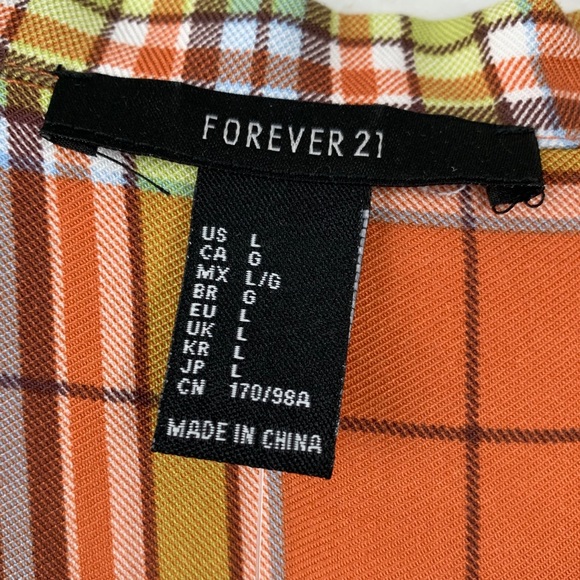 FOREVER 21
US L
CA G
MX L/G
BR G
EU L
UK L
KR L
JP L
CN 170/98A
MADE IN CHINA